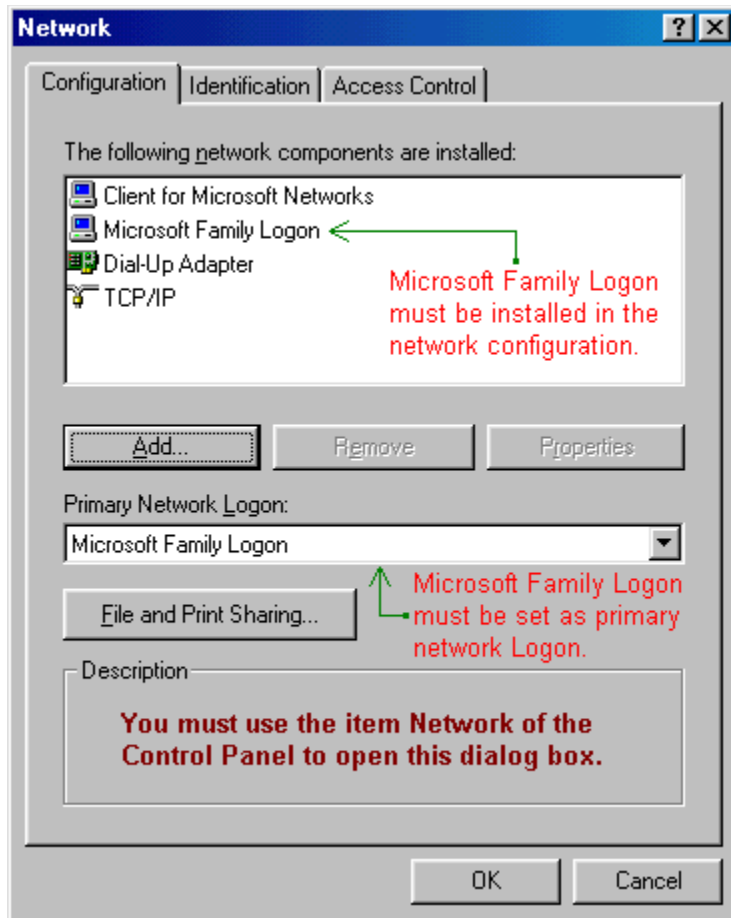 Network
Configuration Identification Access Control
The following network components are installed:
Client for Microsoft Networks
Microsoft Family Logon
Dial-Up Adapter
TCP/IP
Microsoft Family Logon
must be installed in the
network configuration.
Add... Remove Properties
Primary Network Logon:
Microsoft Family Logon
File and Print Sharing...
Microsoft Family Logon
must be set as primary
network Logon.
Description
You must use the item Network of the
Control Panel to open this dialog box.
OK Cancel